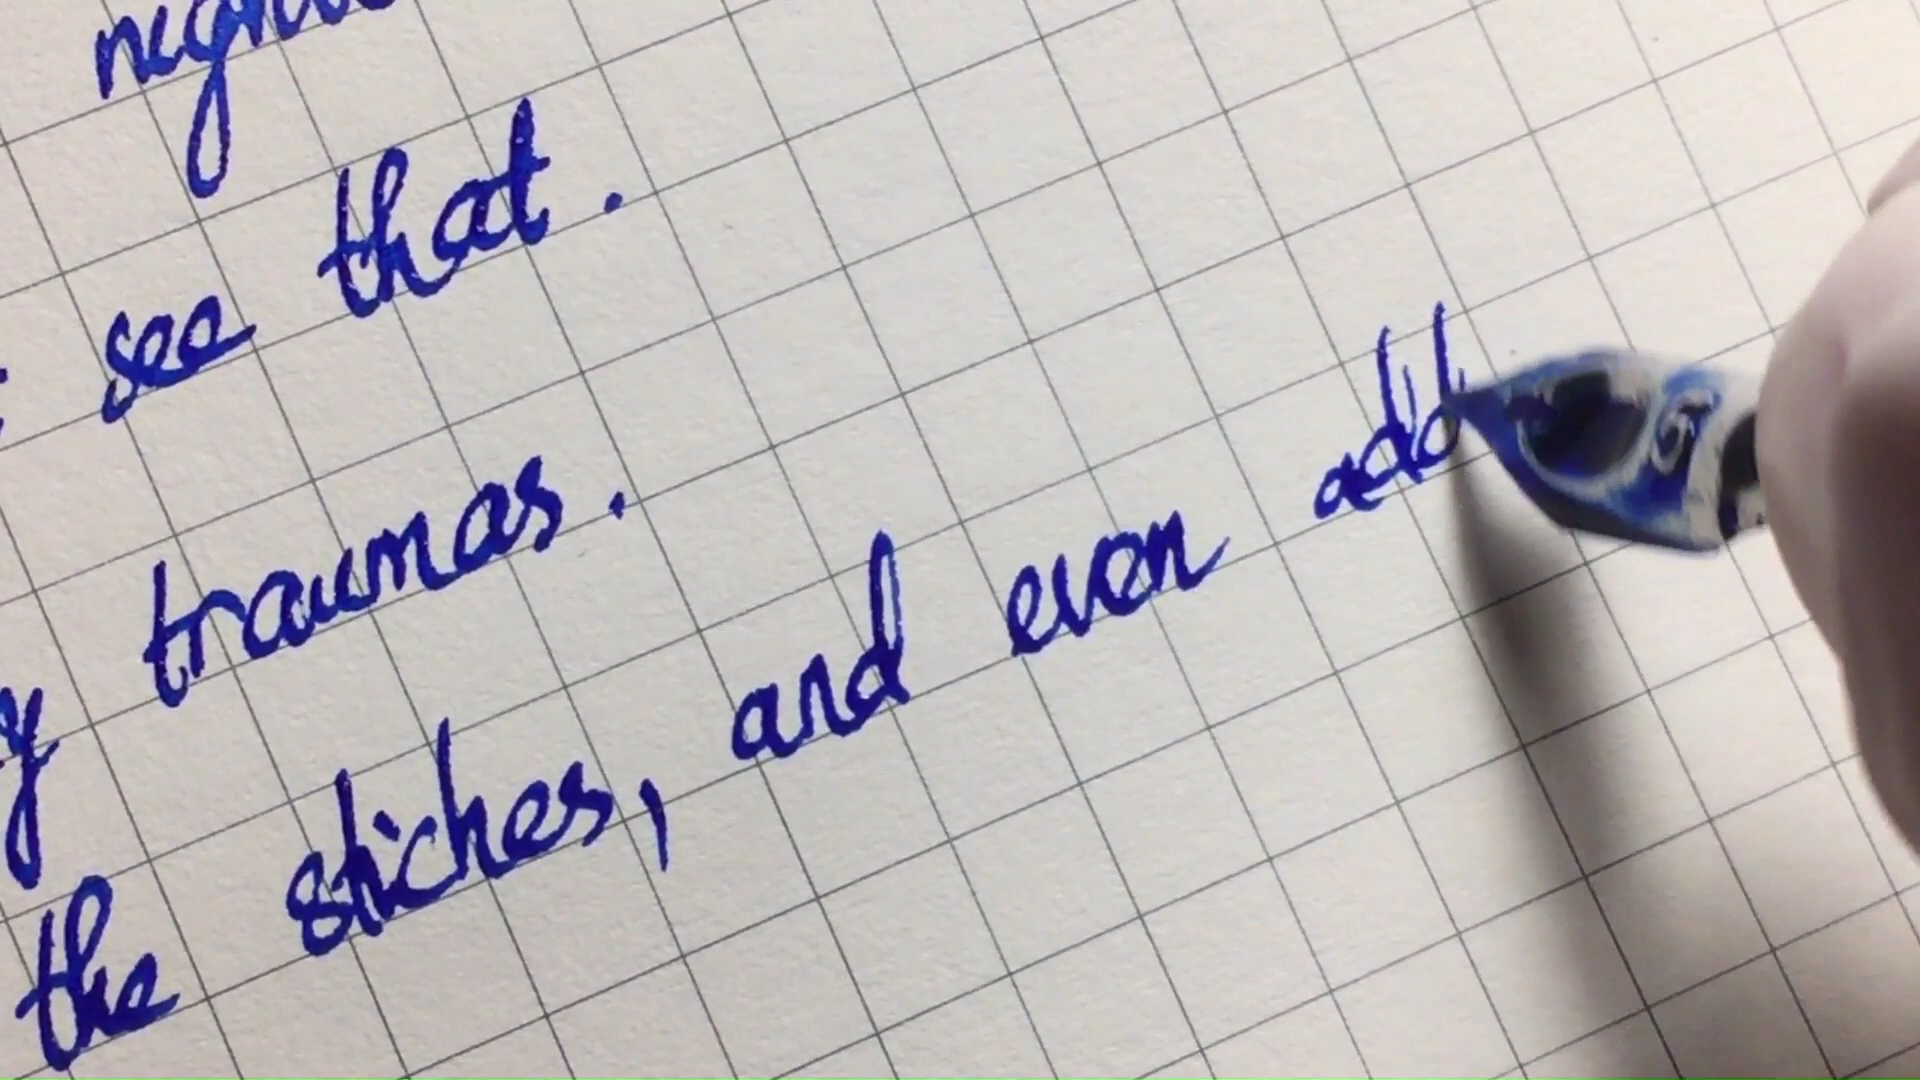 see that.
y traumas.
the stiches, and even add